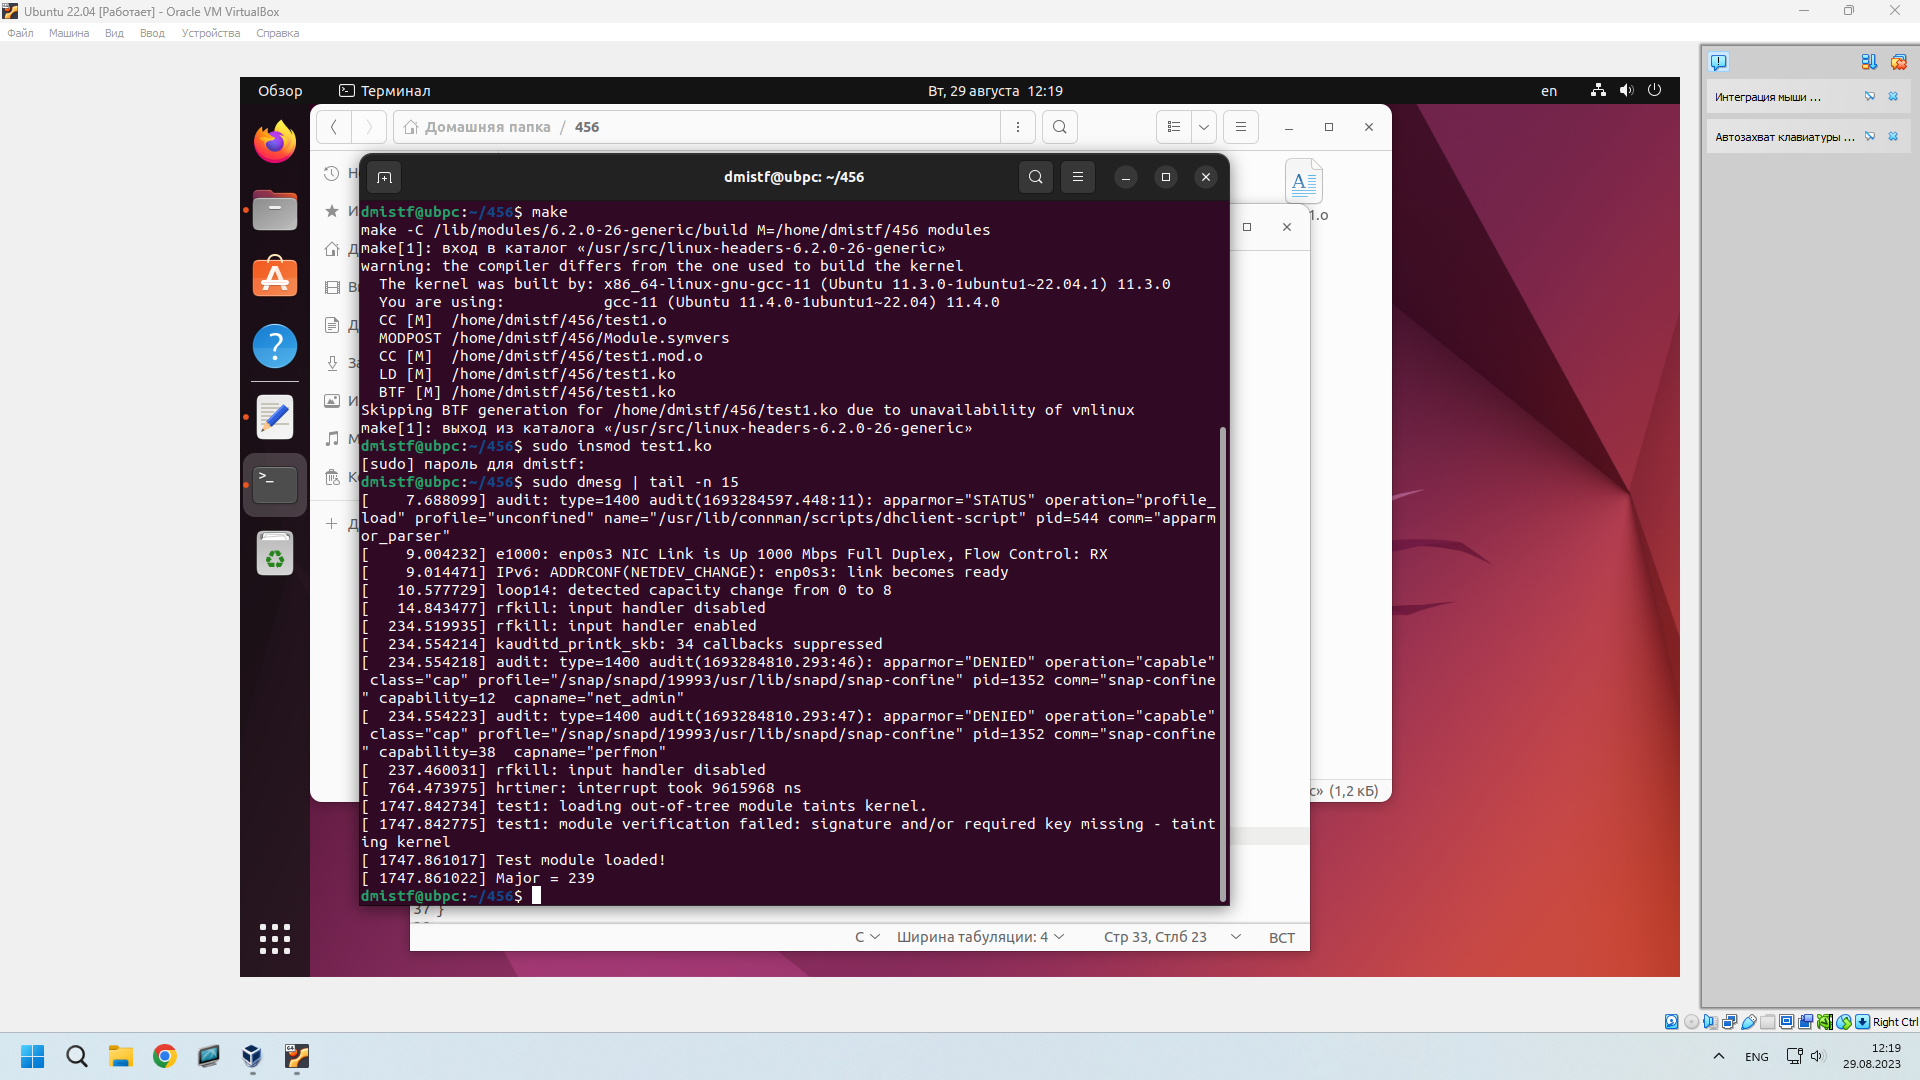 Ubuntu 22.04 [Работает] - Oracle VM VirtualBox
Файл Машина Вид Ввод Устройства Справка
Обзор Терминал Вт, 29 августа 12:19 en
Домашняя папка / 456
Интеграция мыши ...
Автозахват клавиатуры ...
dmistf@ubpc: ~/456
1.o
dmistf@ubpc:~/456$ make
make -C /lib/modules/6.2.0-26-generic/build M=/home/dmistf/456 modules
make[1]: вход в каталог «/usr/src/linux-headers-6.2.0-26-generic»
warning: the compiler differs from the one used to build the kernel
  The kernel was built by: x86_64-linux-gnu-gcc-11 (Ubuntu 11.3.0-1ubuntu1~22.04.1) 11.3.0
  You are using:           gcc-11 (Ubuntu 11.4.0-1ubuntu1~22.04) 11.4.0
  CC [M]  /home/dmistf/456/test1.o
  MODPOST /home/dmistf/456/Module.symvers
  CC [M]  /home/dmistf/456/test1.mod.o
  LD [M]  /home/dmistf/456/test1.ko
  BTF [M] /home/dmistf/456/test1.ko
Skipping BTF generation for /home/dmistf/456/test1.ko due to unavailability of vmlinux
make[1]: выход из каталога «/usr/src/linux-headers-6.2.0-26-generic»
dmistf@ubpc:~/456$ sudo insmod test1.ko
[sudo] пароль для dmistf:
dmistf@ubpc:~/456$ sudo dmesg | tail -n 15
[    7.688099] audit: type=1400 audit(1693284597.448:11): apparmor="STATUS" operation="profile_
load" profile="unconfined" name="/usr/lib/connman/scripts/dhclient-script" pid=544 comm="apparm
or_parser"
[    9.004232] e1000: enp0s3 NIC Link is Up 1000 Mbps Full Duplex, Flow Control: RX
[    9.014471] IPv6: ADDRCONF(NETDEV_CHANGE): enp0s3: link becomes ready
[   10.577729] loop14: detected capacity change from 0 to 8
[   14.843477] rfkill: input handler disabled
[  234.519935] rfkill: input handler enabled
[  234.554214] kauditd_printk_skb: 34 callbacks suppressed
[  234.554218] audit: type=1400 audit(1693284810.293:46): apparmor="DENIED" operation="capable"
 class="cap" profile="/snap/snapd/19993/usr/lib/snapd/snap-confine" pid=1352 comm="snap-confine
" capability=12  capname="net_admin"
[  234.554223] audit: type=1400 audit(1693284810.293:47): apparmor="DENIED" operation="capable"
 class="cap" profile="/snap/snapd/19993/usr/lib/snapd/snap-confine" pid=1352 comm="snap-confine
" capability=38  capname="perfmon"
[  237.460031] rfkill: input handler disabled
[  764.473975] hrtimer: interrupt took 9615968 ns
[ 1747.842734] test1: loading out-of-tree module taints kernel.
[ 1747.842775] test1: module verification failed: signature and/or required key missing - taint
ing kernel
[ 1747.861017] Test module loaded!
[ 1747.861022] Major = 239
dmistf@ubpc:~/456$
с» (1,2 кБ)
37 }
C Ширина табуляции: 4 Стр 33, Стлб 23 ВСТ
Right Ctrl
ENG
12:19
29.08.2023